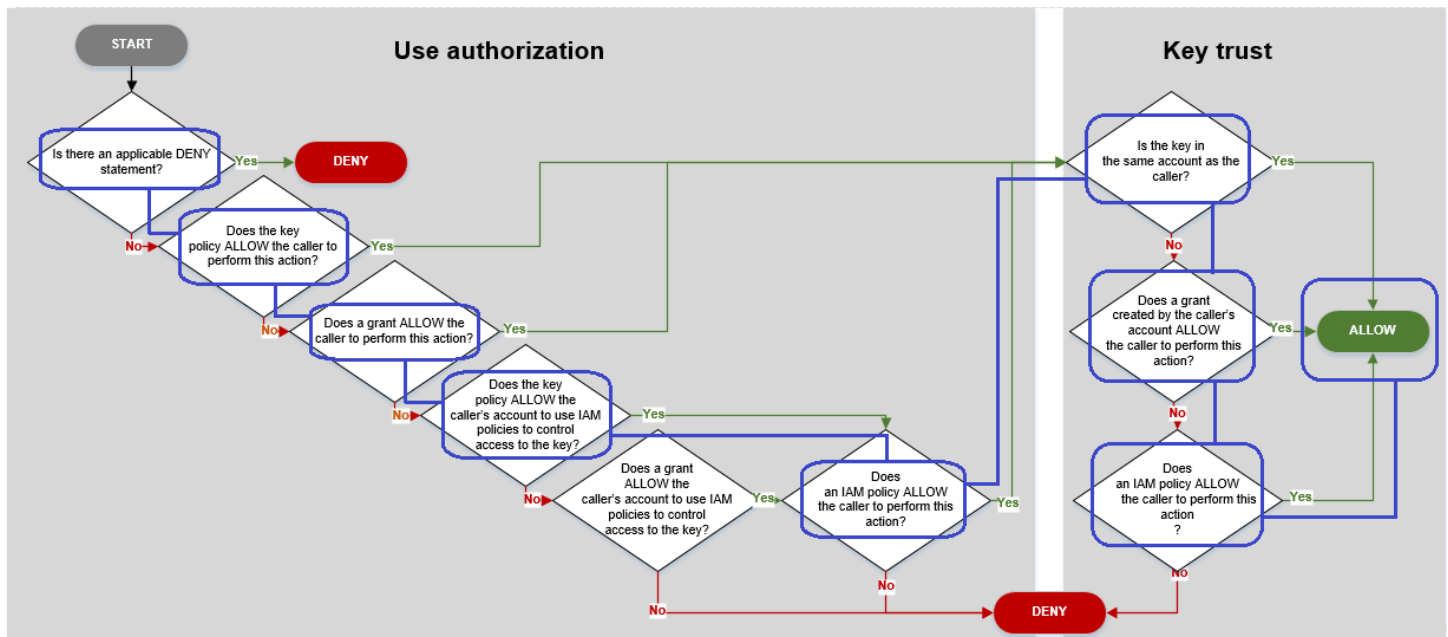 START
Use authorization
Key trust
Is there an applicable DENY
statement?
Yes
DENY
No
Does the key
policy ALLOW the caller to
perform this action?
Yes
No
Does a grant ALLOW the
caller to perform this action?
Yes
No
Does the key
policy ALLOW the
caller's account to use IAM
policies to control
access to the key?
Yes
No
Does a grant
ALLOW the
caller's account to use IAM
policies to control
access to the key?
Yes
No
Does
an IAM policy ALLOW
the caller to perform this
action?
Yes
No
Is the key in
the same account as the
caller?
Yes
No
Does a grant
created by the caller's
account ALLOW
the caller to perform this
action?
Yes
ALLOW
No
Does
an IAM policy ALLOW
the caller to perform this
action
?
Yes
No
DENY